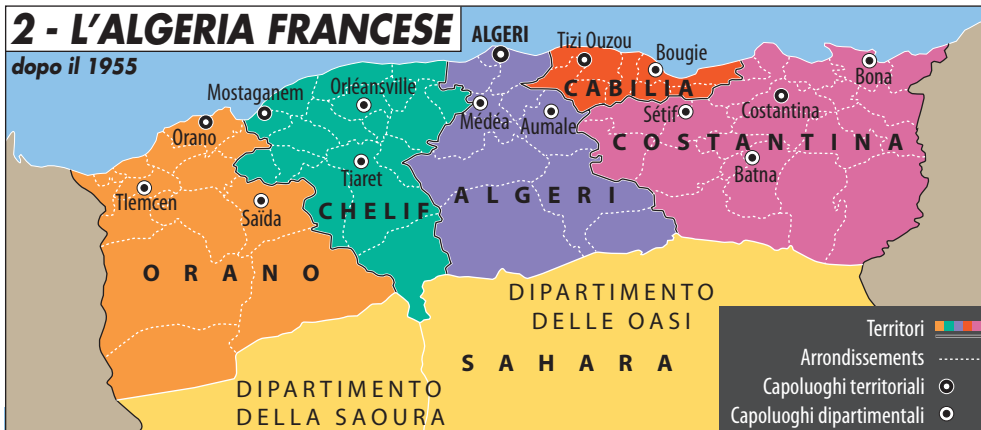 2 - L'ALGERIA FRANCESE
dopo il 1955
ALGERI
Tizi Ouzou
Bougie
Bona
CABILIA
Mostaganem
Orléansville
Médéa
Aumale
Sétif
Costantina
Orano
COSTANTINA
Batna
Tlemcen
Tiaret
Saïda
CHELIF
ALGERI
ORANO
DIPARTIMENTO
DELLE OASI
SAHARA
DIPARTIMENTO
DELLA SAOURA
Territori
Arrondissements
Capoluoghi territoriali
Capoluoghi dipartimentali